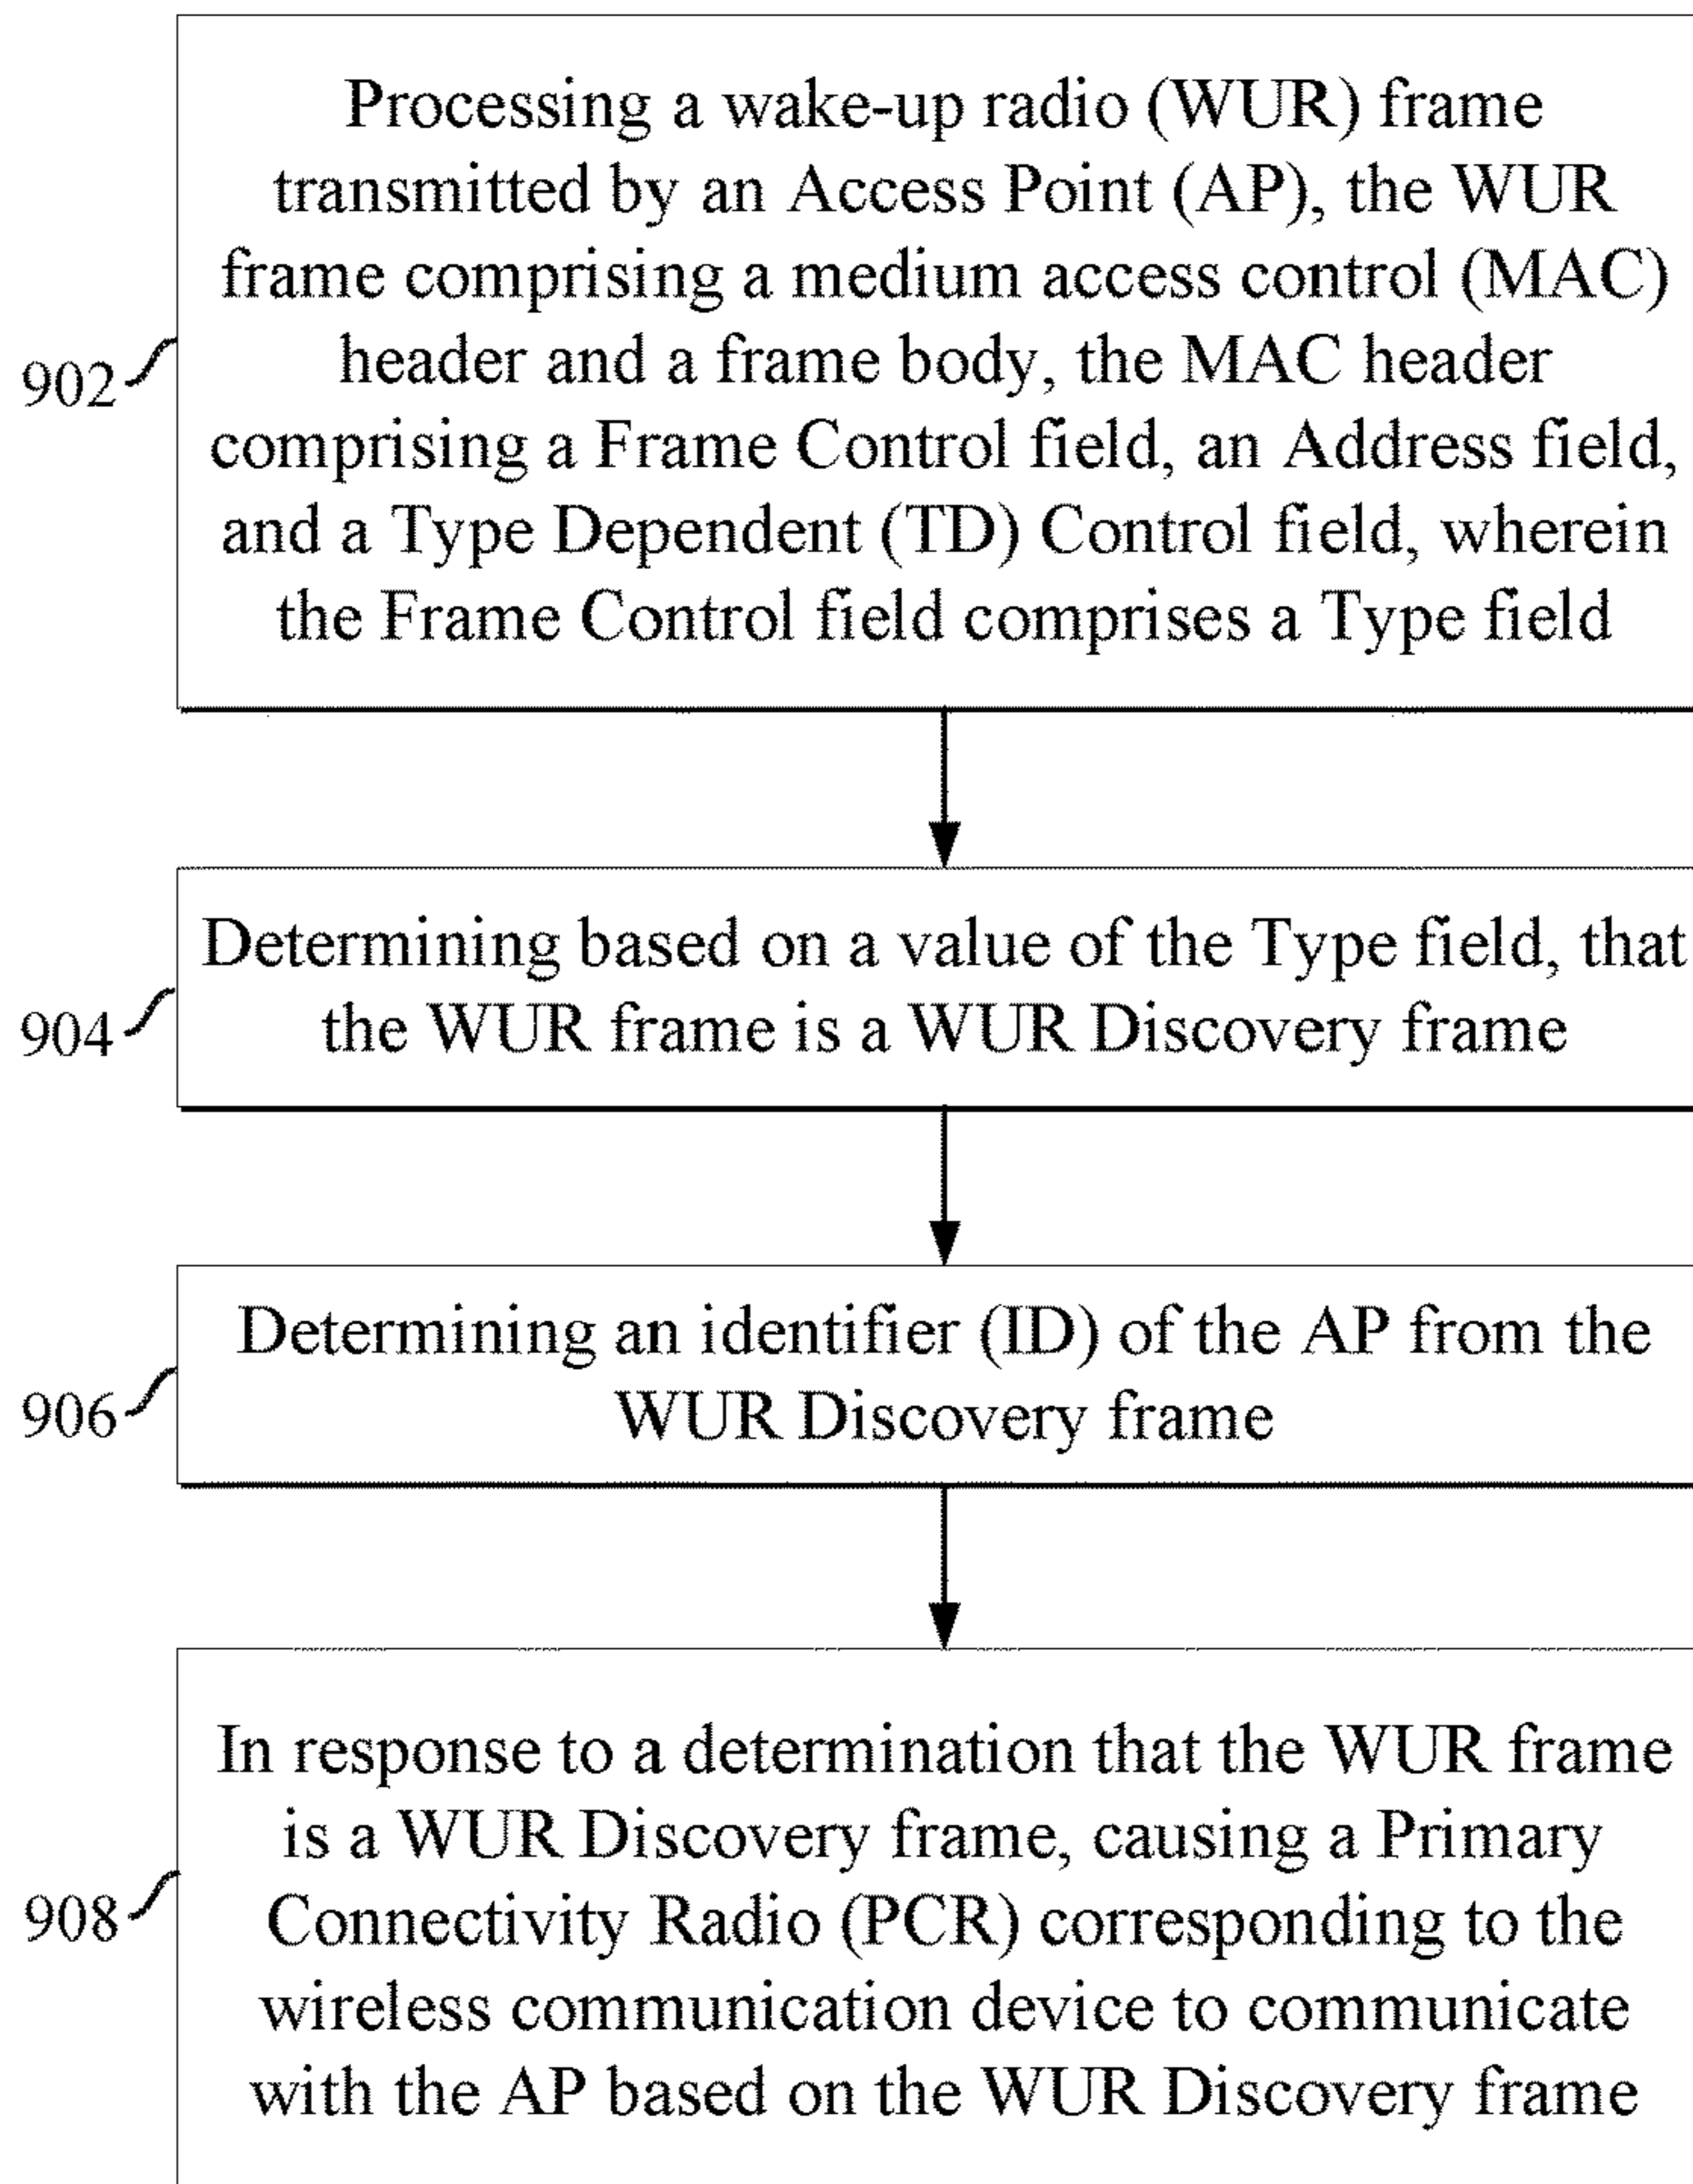 Processing a wake-up radio (WUR) frame
transmitted by an Access Point (AP), the WUR
frame comprising a medium access control (MAC)
header and a frame body, the MAC header
comprising a Frame Control field, an Address field,
and a Type Dependent (TD) Control field, wherein
the Frame Control field comprises a Type field
902
Determining based on a value of the Type field, that
the WUR frame is a WUR Discovery frame
904
Determining an identifier (ID) of the AP from the
WUR Discovery frame
906
In response to a determination that the WUR frame
is a WUR Discovery frame, causing a Primary
Connectivity Radio (PCR) corresponding to the
wireless communication device to communicate
with the AP based on the WUR Discovery frame
908